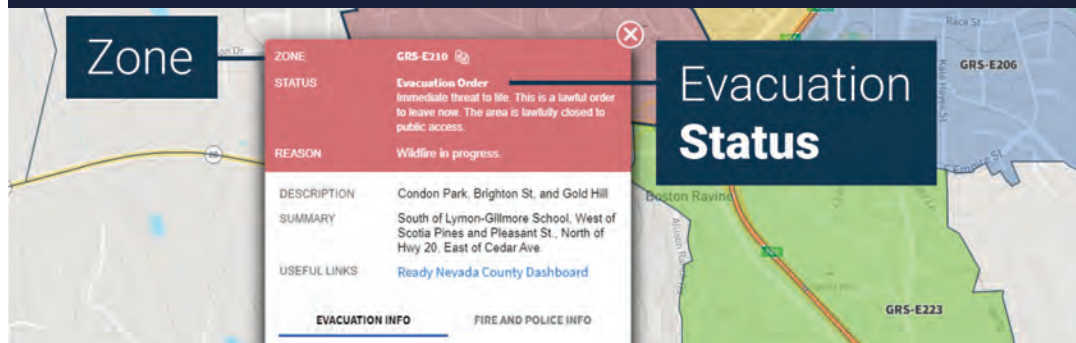 Zone
Evacuation
Status
ZONE GRS-E210
STATUS Evacuation Order
Immediate threat to life. This is a lawful order
to leave now. The area is lawfully closed to
public access.
REASON Wildfire in progress.
DESCRIPTION Condon Park, Brighton St, and Gold Hill
SUMMARY South of Lymon-Gillmore School, West of
Scotia Pines and Pleasant St., North of
Hwy 20, East of Cedar Ave
USEFUL LINKS Ready Nevada County Dashboard
EVACUATION INFO FIRE AND POLICE INFO
Race St
GRS-E206
E Empire St
Boston Ravine
GRS-E223